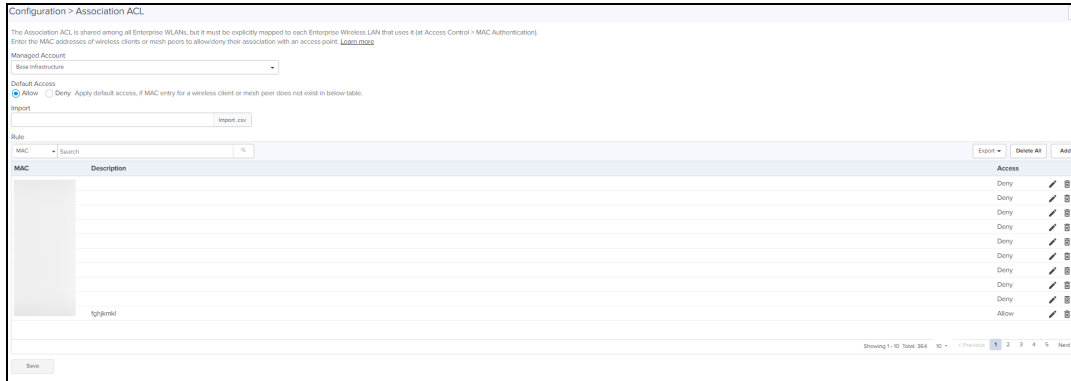 Configuration > Association ACL
The Association ACL is shared among all Enterprise WLANs, but it must be explicitly mapped to each Enterprise Wireless LAN that uses it (at Access Control > MAC Authentication).
Enter the MAC addresses of wireless clients or mesh peers to allow/deny their association with an access point. Learn more
Managed Account
Base Infrastructure
Default Access
Allow Deny Apply default access, if MAC entry for a wireless client or mesh peer does not exist in below table.
Import
Import .csv
Rule
MAC Search Export Delete All Add
MAC Description Access
Deny
Deny
Deny
Deny
Deny
Deny
Deny
Deny
Deny
fghjkmkl Allow
Showing 1 - 10 Total: 364 10 < Previous 1 2 3 4 5 Next
Save